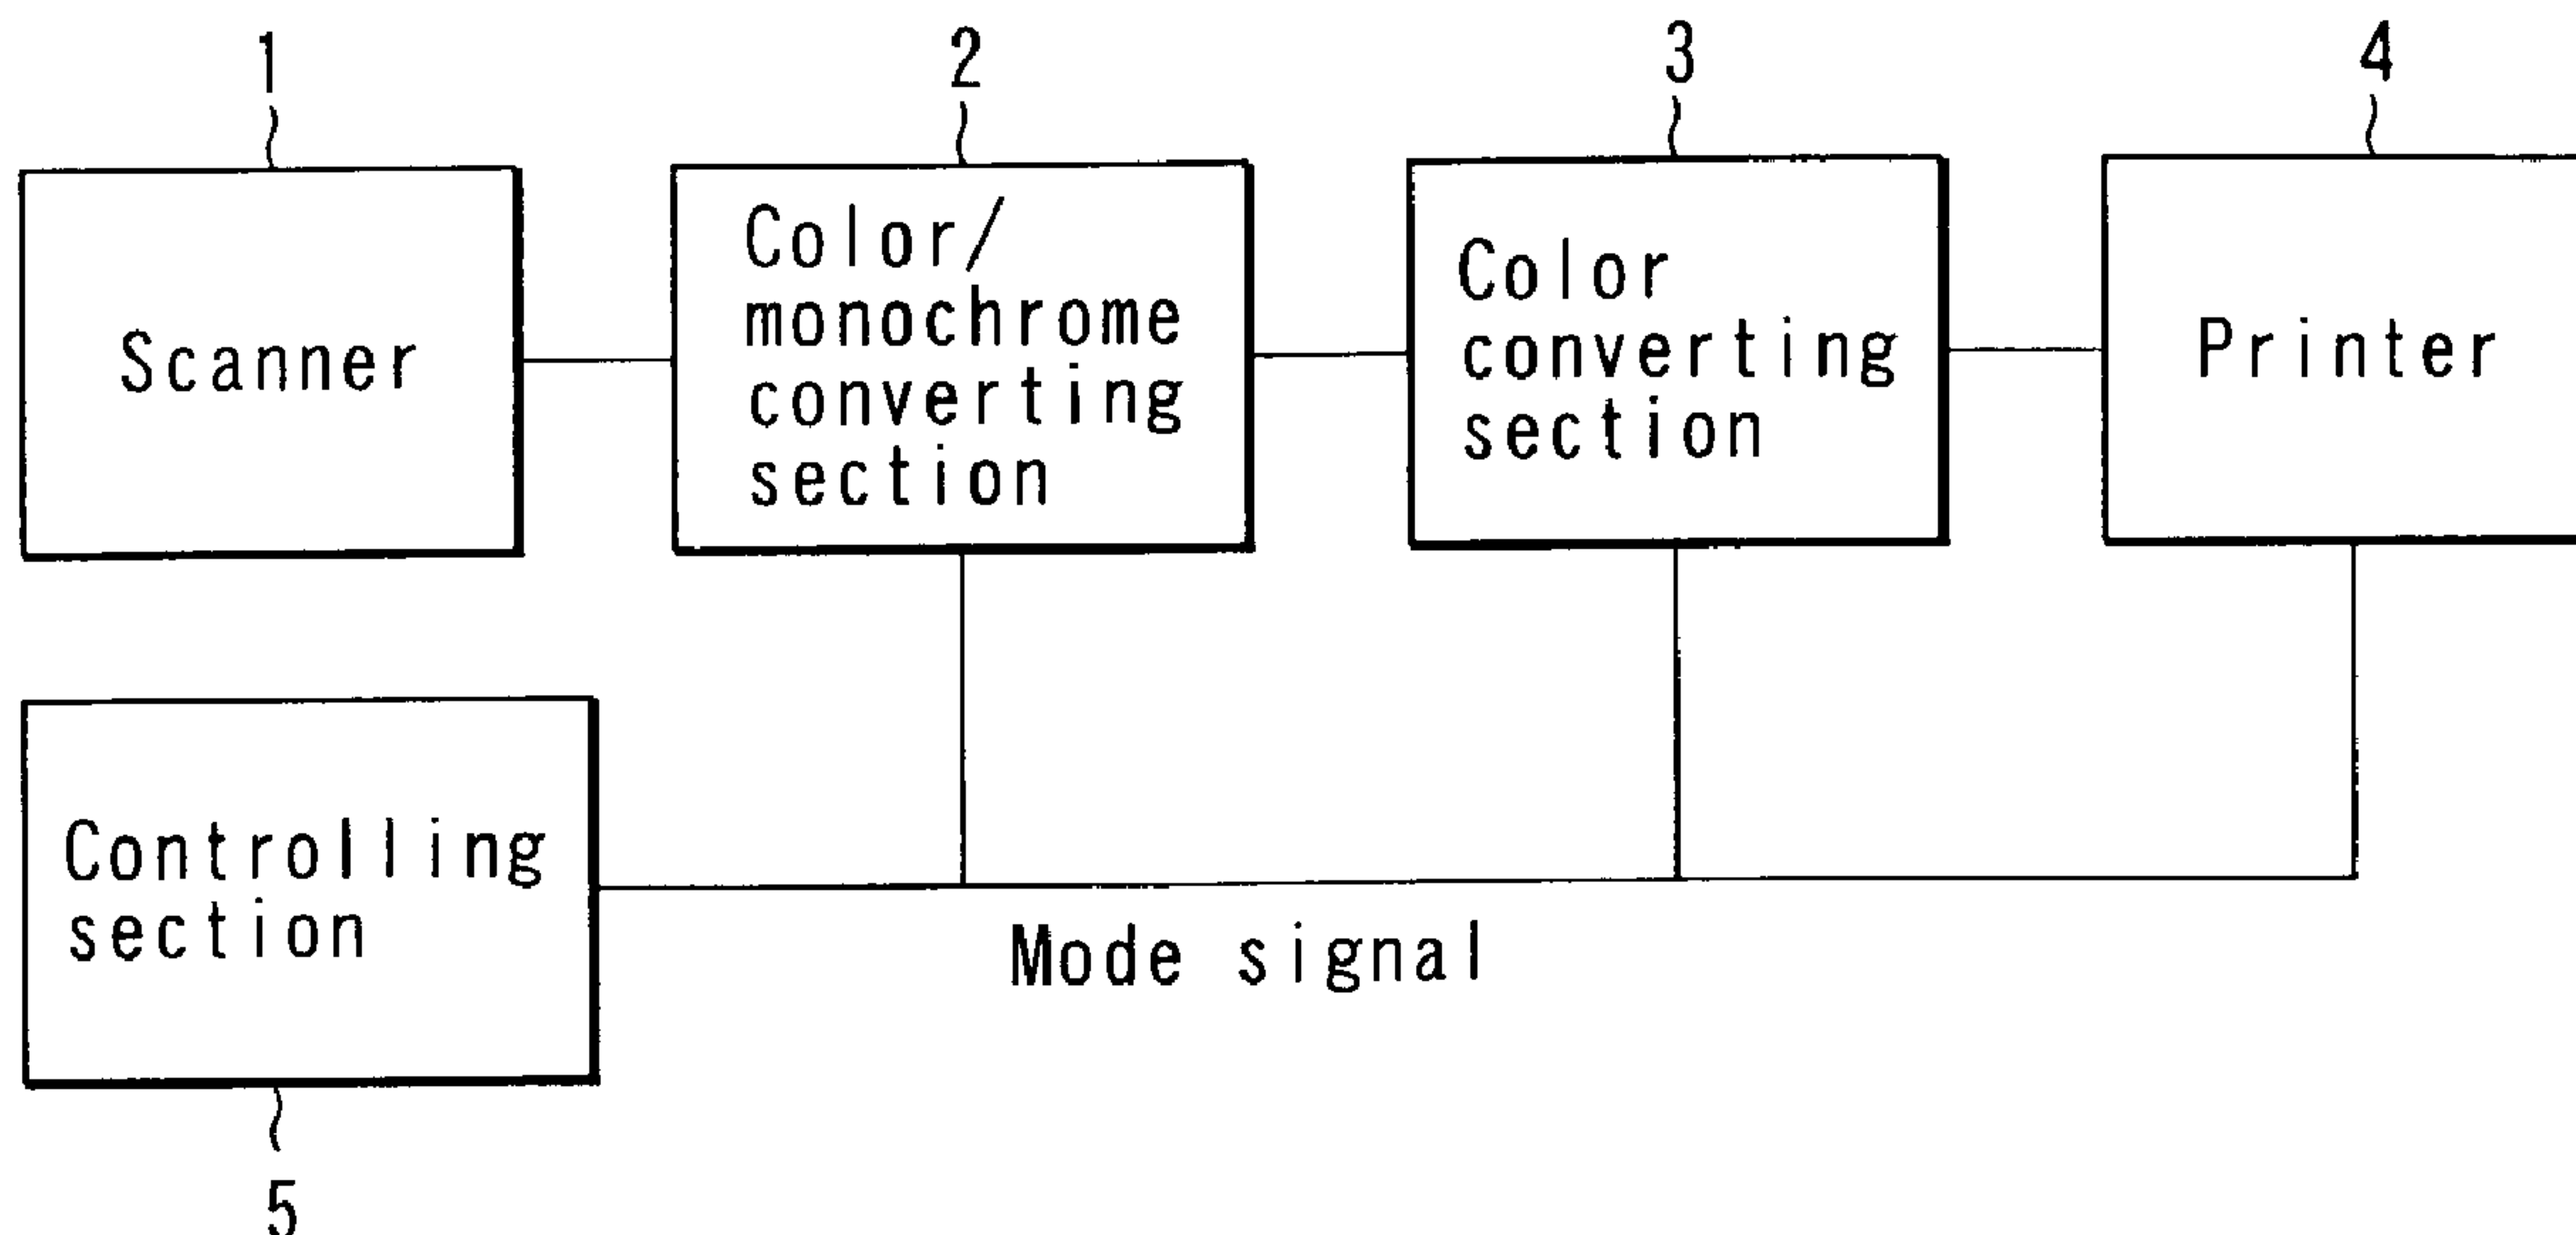 1
2
3
4
Scanner
Color/
monochrome
converting
section
Color
converting
section
Printer
Controlling
section
Mode signal
5